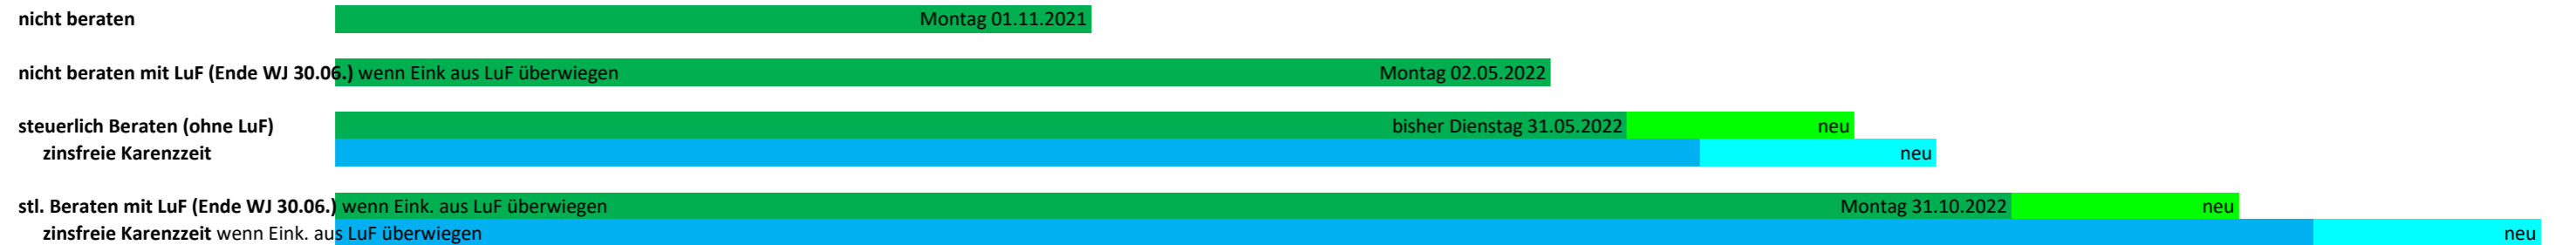 nicht beraten Montag 01.11.2021
nicht beraten mit LuF (Ende WJ 30.06.) wenn Eink aus LuF überwiegen Montag 02.05.2022
steuerlich Beraten (ohne LuF) bisher Dienstag 31.05.2022 neu
zinsfreie Karenzzeit neu
stl. Beraten mit LuF (Ende WJ 30.06.) wenn Eink. aus LuF überwiegen Montag 31.10.2022 neu
zinsfreie Karenzzeit wenn Eink. aus LuF überwiegen neu